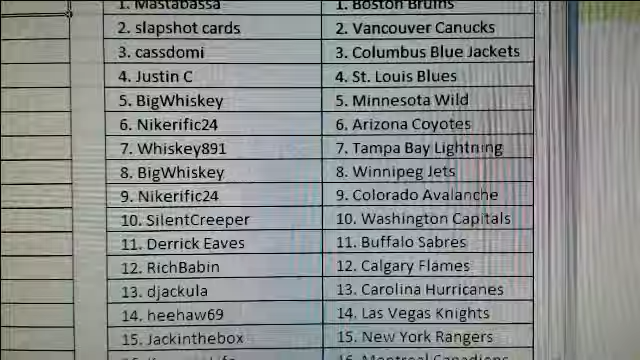 1. Mastabassa 1. Boston Bruins
2. slapshot cards 2. Vancouver Canucks
3. cassdomi 3. Columbus Blue Jackets
4. Justin C 4. St. Louis Blues
5. BigWhiskey 5. Minnesota Wild
6. Nikerific24 6. Arizona Coyotes
7. Whiskey891 7. Tampa Bay Lightning
8. BigWhiskey 8. Winnipeg Jets
9. Nikerific24 9. Colorado Avalanche
10. SilentCreeper 10. Washington Capitals
11. Derrick Eaves 11. Buffalo Sabres
12. RichBabin 12. Calgary Flames
13. djackula 13. Carolina Hurricanes
14. heehaw69 14. Las Vegas Knights
15. Jackinthebox 15. New York Rangers
16. Montreal Canadiens